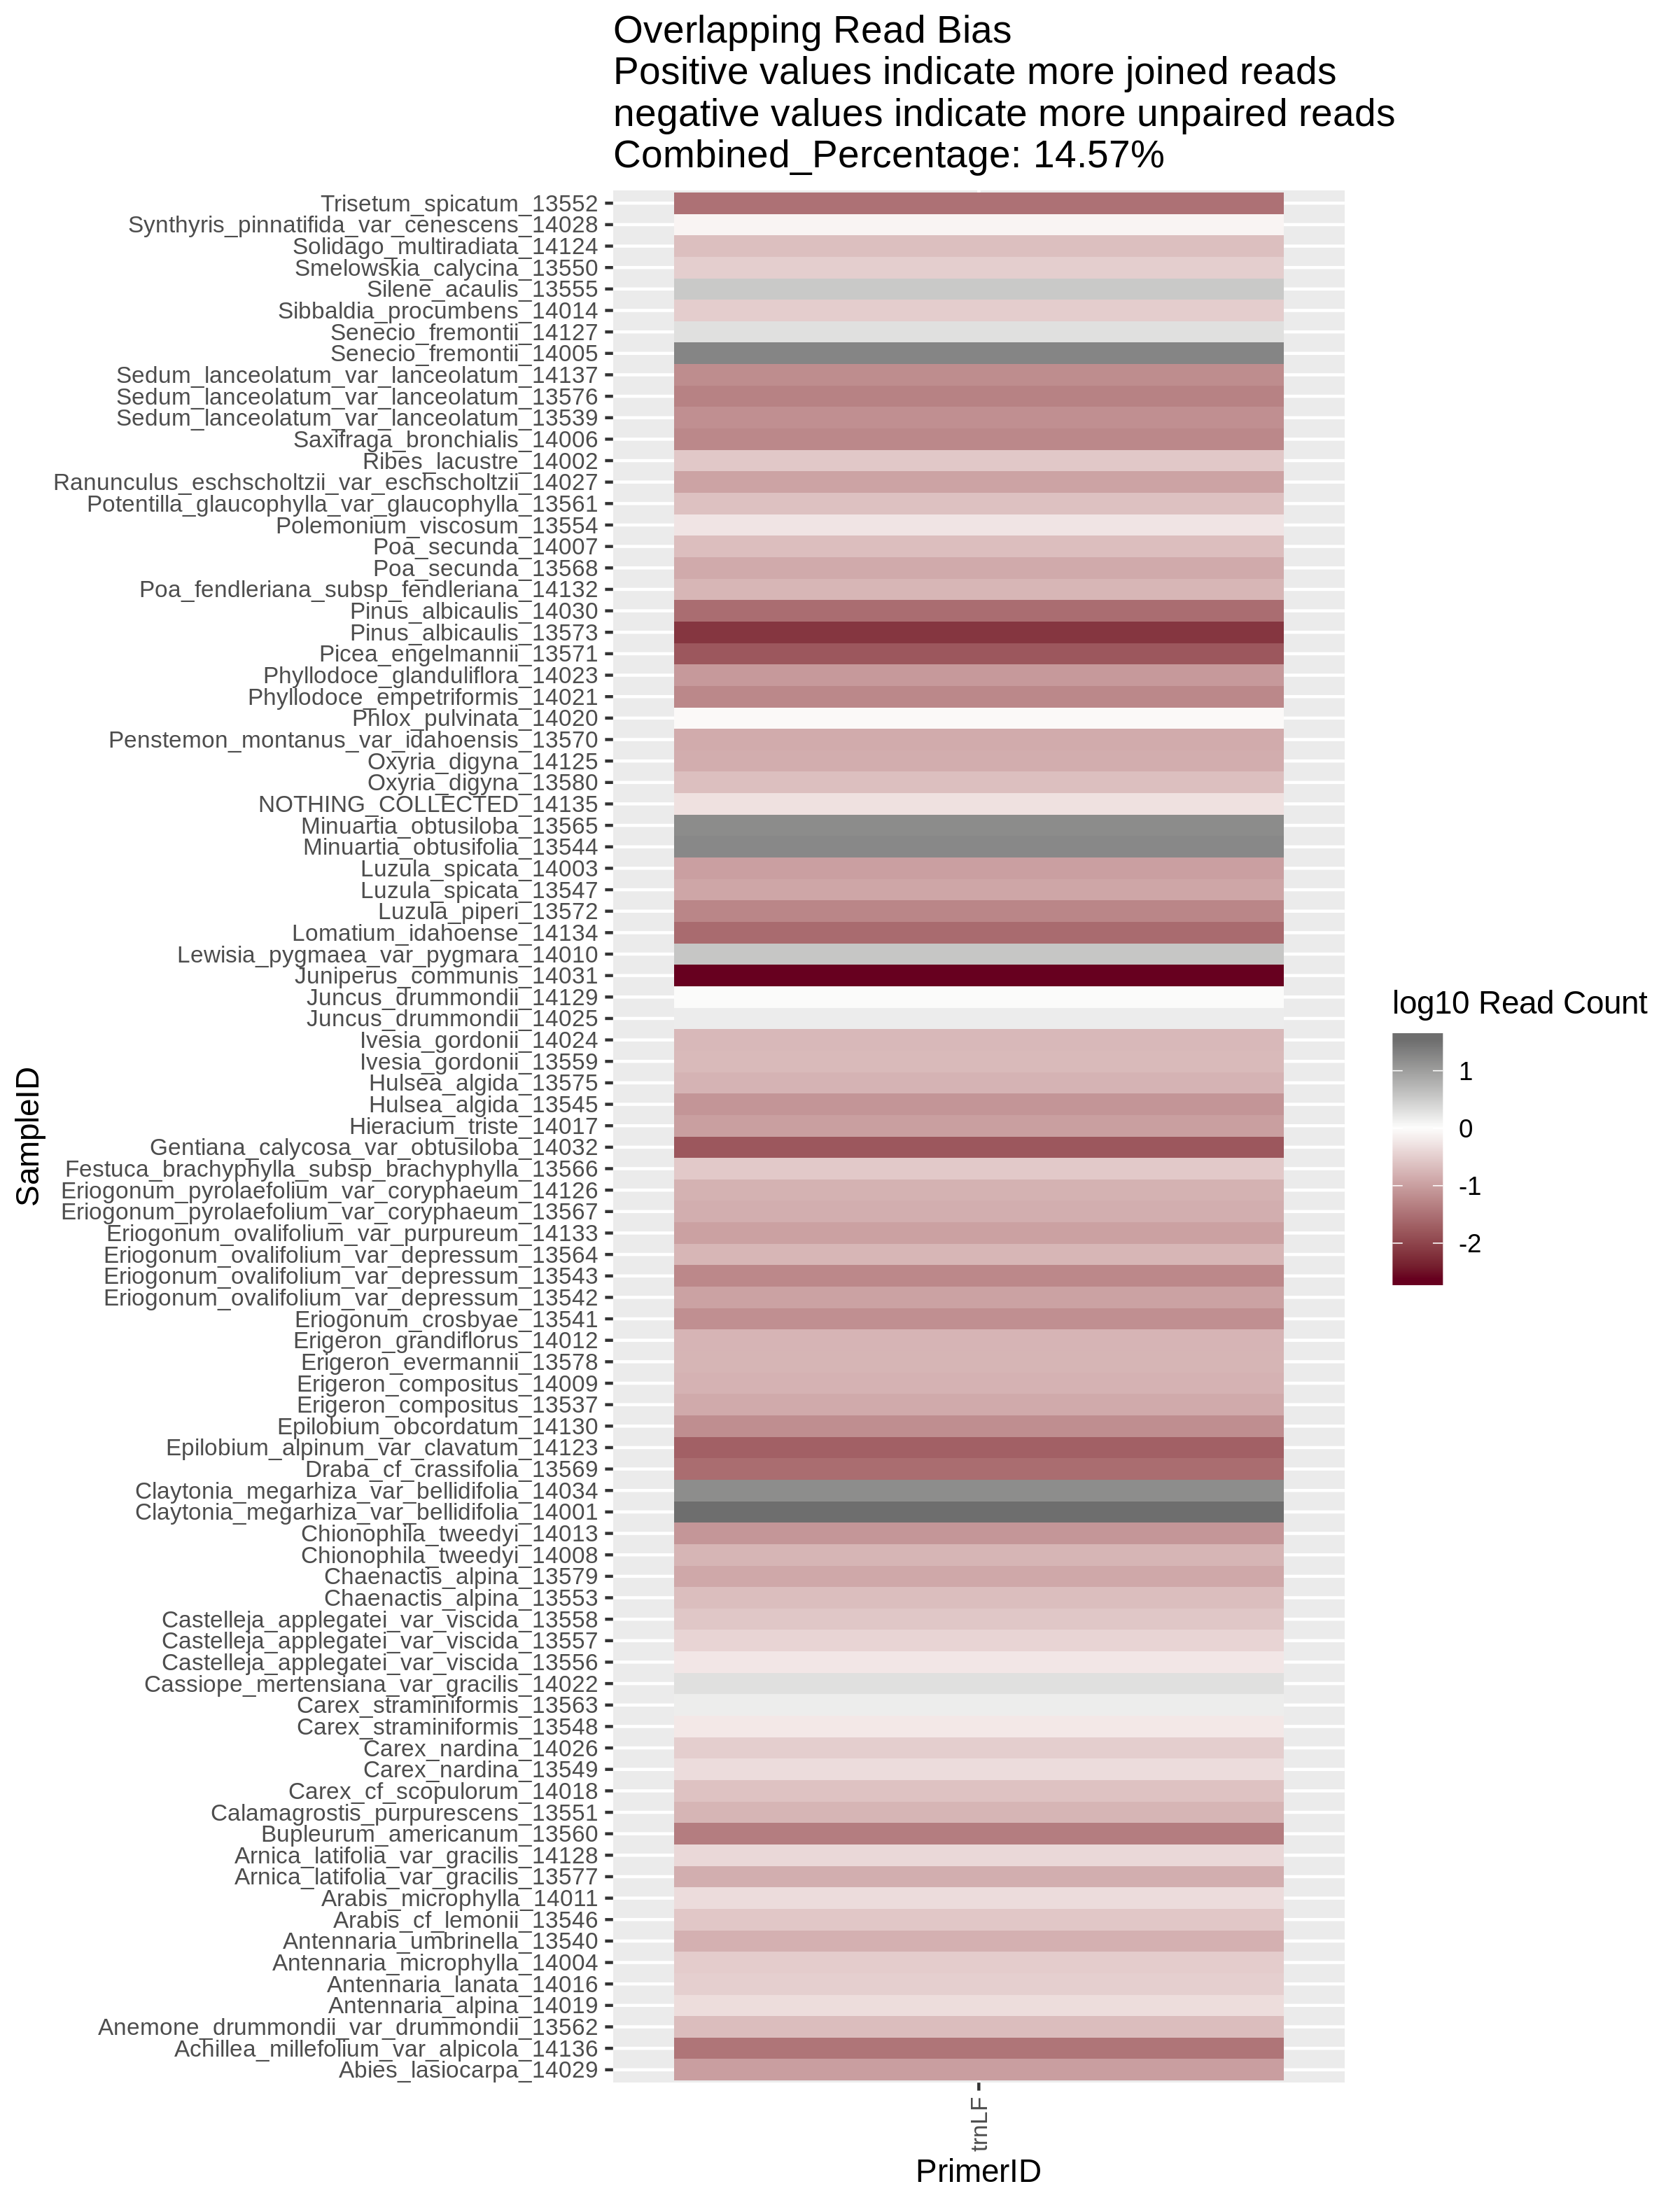 Overlapping Read Bias
Positive values indicate more joined reads
negative values indicate more unpaired reads
Combined_Percentage: 14.57%
Trisetum_spicatum_13552
Synthyris_pinnatifida_var_cenescens_14028
Solidago_multiradiata_14124
Smelowskia_calycina_13550
Silene_acaulis_13555
Sibbaldia_procumbens_14014
Senecio_fremontii_14127
Senecio_fremontii_14005
Sedum_lanceolatum_var_lanceolatum_14137
Sedum_lanceolatum_var_lanceolatum_13576
Sedum_lanceolatum_var_lanceolatum_13539
Saxifraga_bronchialis_14006
Ribes_lacustre_14002
Ranunculus_eschscholtzii_var_eschscholtzii_14027
Potentilla_glaucophylla_var_glaucophylla_13561
Polemonium_viscosum_13554
Poa_secunda_14007
Poa_secunda_13568
Poa_fendleriana_subsp_fendleriana_14132
Pinus_albicaulis_14030
Pinus_albicaulis_13573
Picea_engelmannii_13571
Phyllodoce_glanduliflora_14023
Phyllodoce_empetriformis_14021
Phlox_pulvinata_14020
Penstemon_montanus_var_idahoensis_13570
Oxyria_digyna_14125
Oxyria_digyna_13580
NOTHING_COLLECTED_14135
Minuartia_obtusiloba_13565
Minuartia_obtusifolia_13544
Luzula_spicata_14003
Luzula_spicata_13547
Luzula_piperi_13572
Lomatium_idahoense_14134
Lewisia_pygmaea_var_pygmara_14010
Juniperus_communis_14031
Juncus_drummondii_14129
Juncus_drummondii_14025
Ivesia_gordonii_14024
Ivesia_gordonii_13559
Hulsea_algida_13575
Hulsea_algida_13545
Hieracium_triste_14017
Gentiana_calycosa_var_obtusiloba_14032
Festuca_brachyphylla_subsp_brachyphylla_13566
Eriogonum_pyrolaefolium_var_coryphaeum_14126
Eriogonum_pyrolaefolium_var_coryphaeum_13567
Eriogonum_ovalifolium_var_purpureum_14133
Eriogonum_ovalifolium_var_depressum_13564
Eriogonum_ovalifolium_var_depressum_13543
Eriogonum_ovalifolium_var_depressum_13542
Eriogonum_crosbyae_13541
Erigeron_grandiflorus_14012
Erigeron_evermannii_13578
Erigeron_compositus_14009
Erigeron_compositus_13537
Epilobium_obcordatum_14130
Epilobium_alpinum_var_clavatum_14123
Draba_cf_crassifolia_13569
Claytonia_megarhiza_var_bellidifolia_14034
Claytonia_megarhiza_var_bellidifolia_14001
Chionophila_tweedyi_14013
Chionophila_tweedyi_14008
Chaenactis_alpina_13579
Chaenactis_alpina_13553
Castelleja_applegatei_var_viscida_13558
Castelleja_applegatei_var_viscida_13557
Castelleja_applegatei_var_viscida_13556
Cassiope_mertensiana_var_gracilis_14022
Carex_straminiformis_13563
Carex_straminiformis_13548
Carex_nardina_14026
Carex_nardina_13549
Carex_cf_scopulorum_14018
Calamagrostis_purpurescens_13551
Bupleurum_americanum_13560
Arnica_latifolia_var_gracilis_14128
Arnica_latifolia_var_gracilis_13577
Arabis_microphylla_14011
Arabis_cf_lemonii_13546
Antennaria_umbrinella_13540
Antennaria_microphylla_14004
Antennaria_lanata_14016
Antennaria_alpina_14019
Anemone_drummondii_var_drummondii_13562
Achillea_millefolium_var_alpicola_14136
Abies_lasiocarpa_14029
SampleID
trnLF
PrimerID
log10 Read Count
1
0
-1
-2